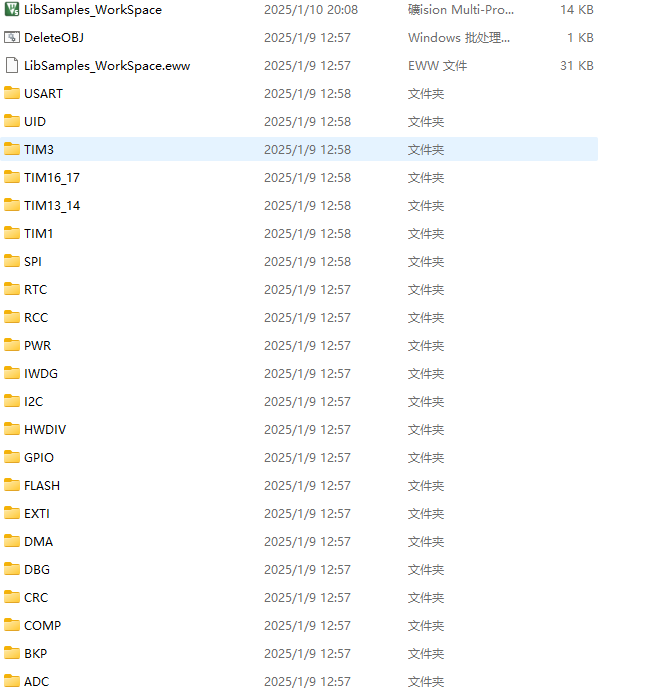 LibSamples_WorkSpace 2025/1/10 20:08 礦ision Multi-Pro... 14 KB
DeleteOBJ 2025/1/9 12:57 Windows 批处理... 1 KB
LibSamples_WorkSpace.eww 2025/1/9 12:57 EWW 文件 31 KB
USART 2025/1/9 12:58 文件夹
UID 2025/1/9 12:58 文件夹
TIM3 2025/1/9 12:58 文件夹
TIM16_17 2025/1/9 12:58 文件夹
TIM13_14 2025/1/9 12:58 文件夹
TIM1 2025/1/9 12:58 文件夹
SPI 2025/1/9 12:58 文件夹
RTC 2025/1/9 12:57 文件夹
RCC 2025/1/9 12:57 文件夹
PWR 2025/1/9 12:57 文件夹
IWDG 2025/1/9 12:57 文件夹
I2C 2025/1/9 12:57 文件夹
HWDIV 2025/1/9 12:57 文件夹
GPIO 2025/1/9 12:57 文件夹
FLASH 2025/1/9 12:57 文件夹
EXTI 2025/1/9 12:57 文件夹
DMA 2025/1/9 12:57 文件夹
DBG 2025/1/9 12:57 文件夹
CRC 2025/1/9 12:57 文件夹
COMP 2025/1/9 12:57 文件夹
BKP 2025/1/9 12:57 文件夹
ADC 2025/1/9 12:57 文件夹